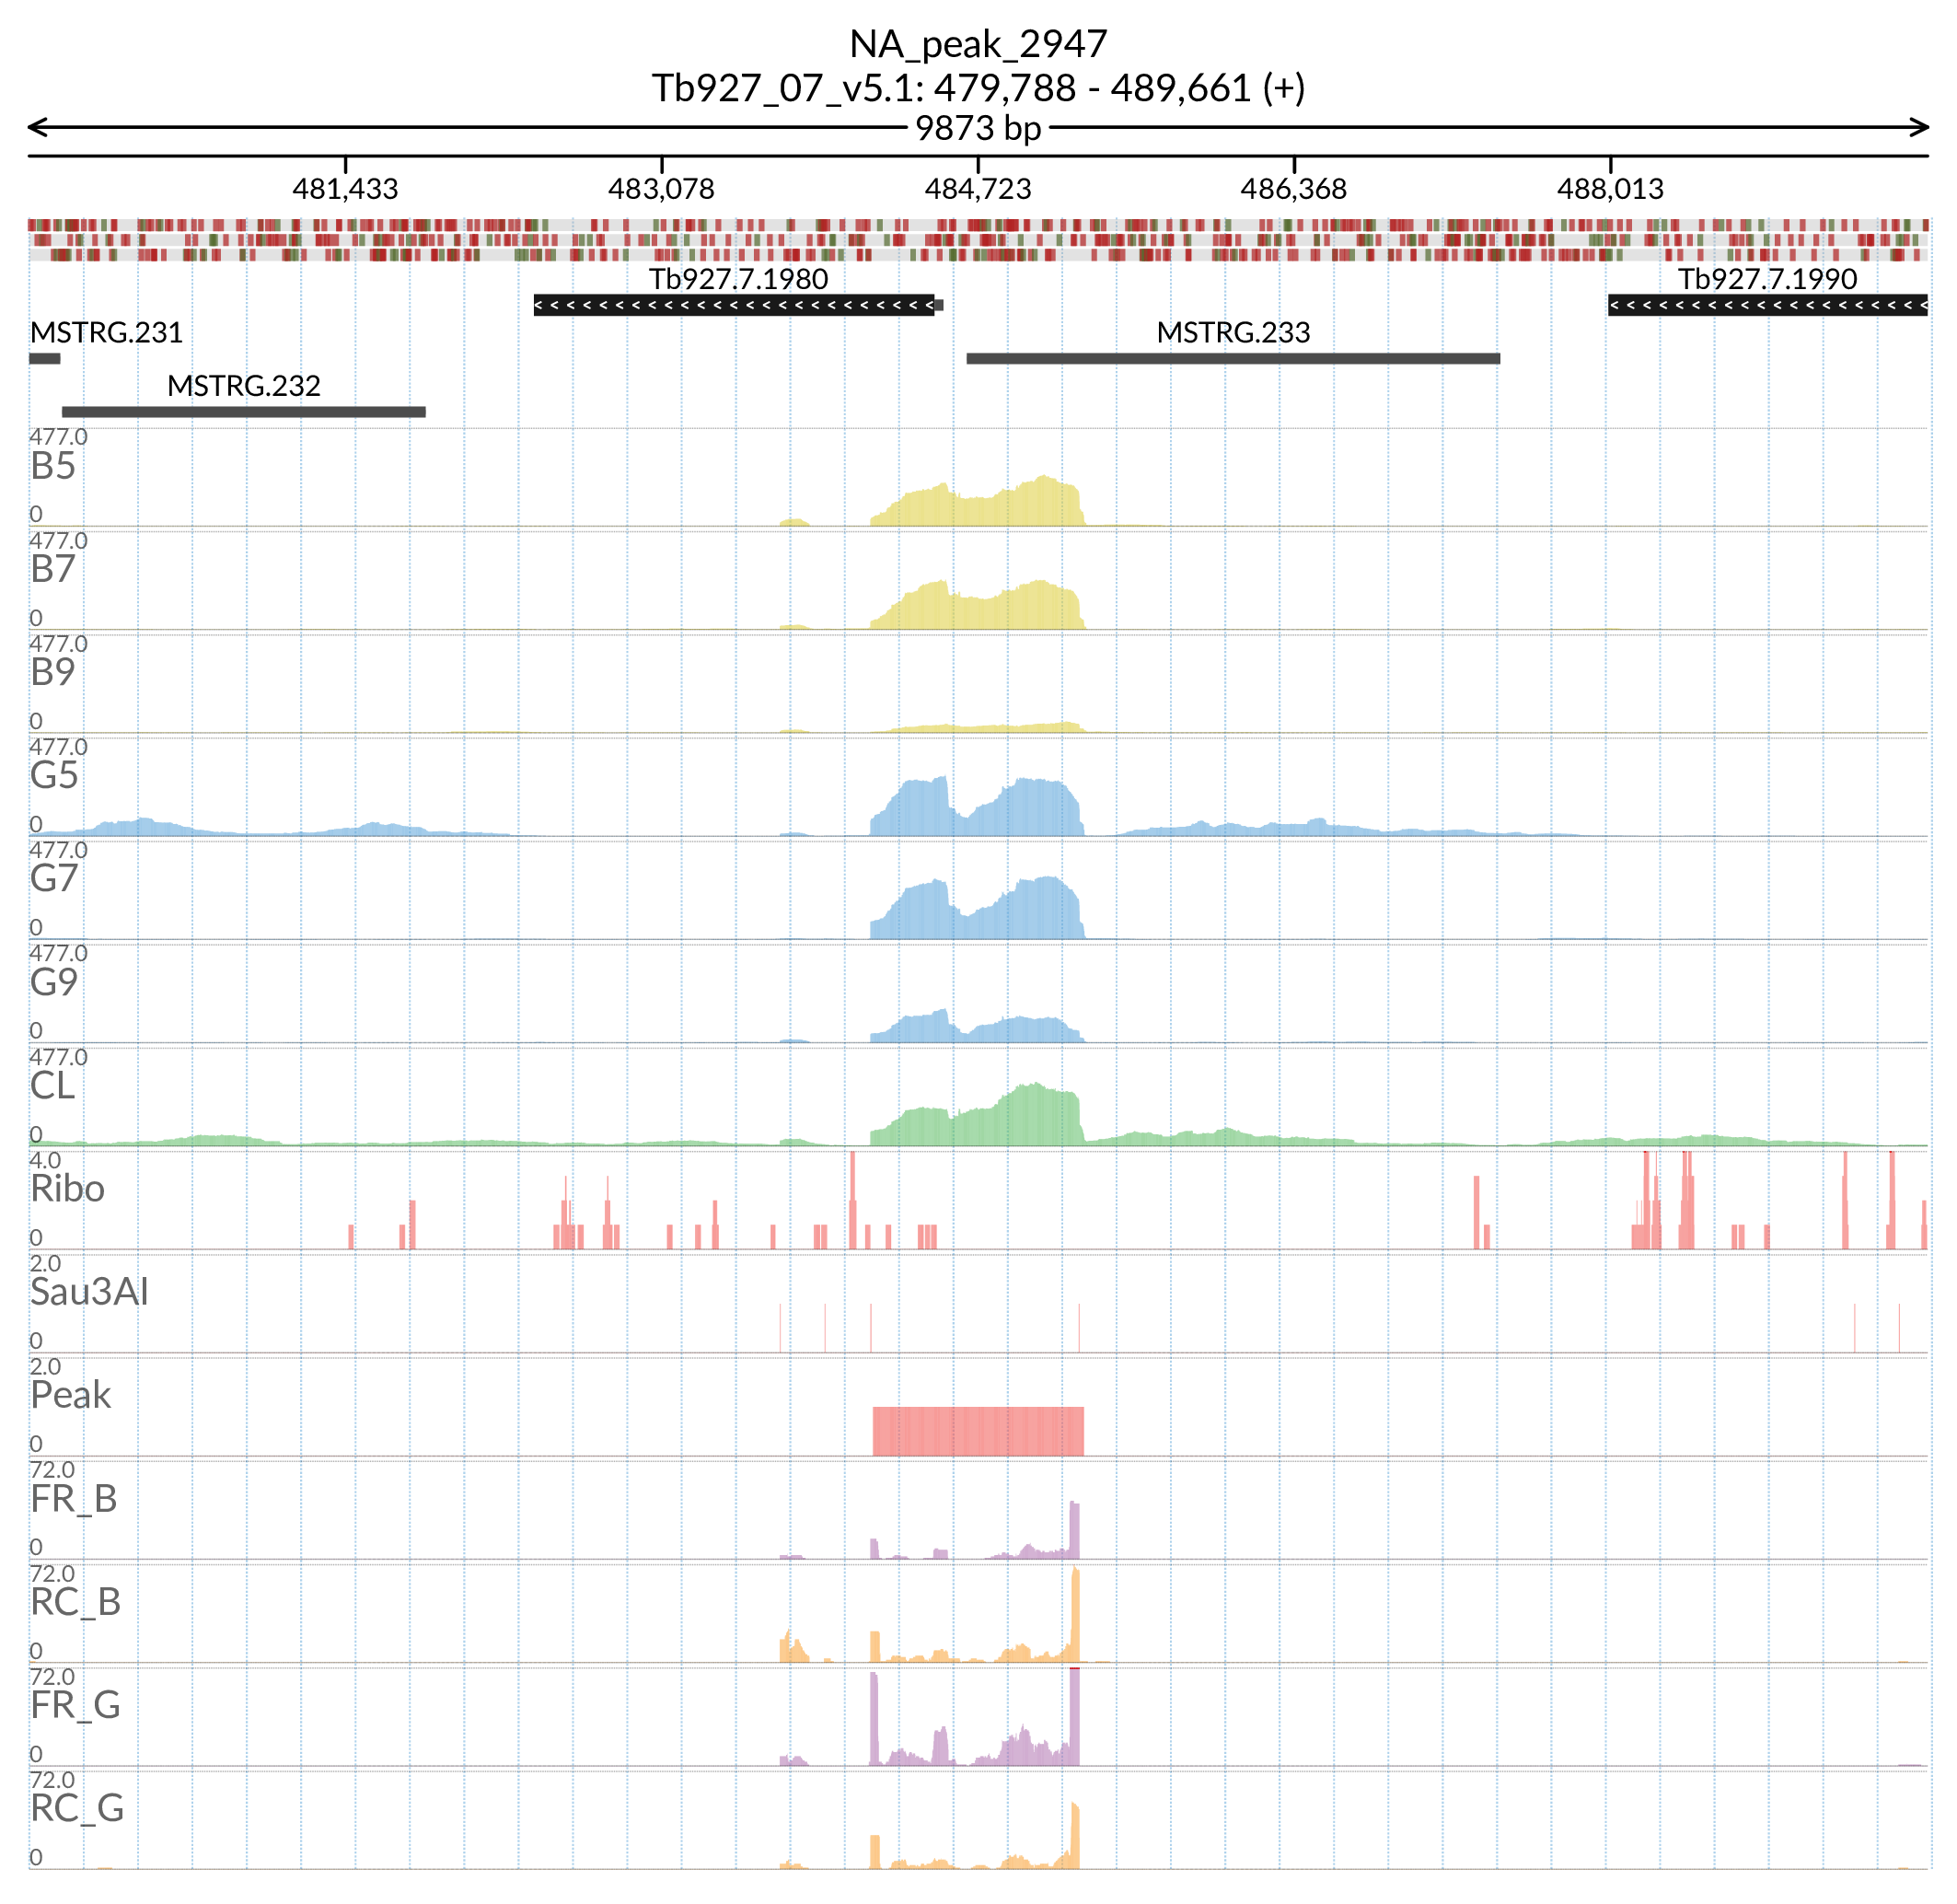 NA_peak_2947
Tb927_07_v5.1: 479,788 - 489,661 (+)
9873 bp
481,433 483,078 484,723 486,368 488,013
Tb927.7.1980 Tb927.7.1990
MSTRG.231 MSTRG.233
MSTRG.232
477.0
B5
0
477.0
B7
0
477.0
B9
0
477.0
G5
0
477.0
G7
0
477.0
G9
0
477.0
CL
0
4.0
Ribo
0
2.0
Sau3AI
0
2.0
Peak
0
72.0
FR_B
0
72.0
RC_B
0
72.0
FR_G
0
72.0
RC_G
0